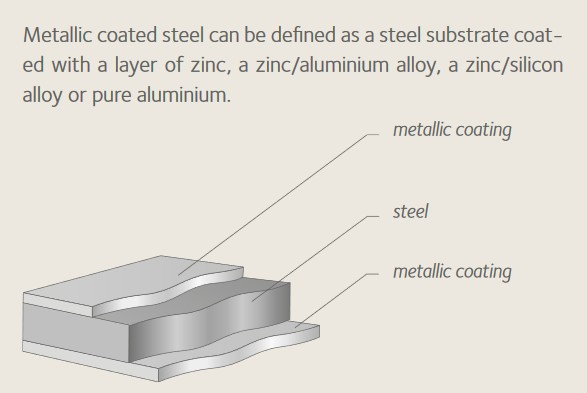 Metallic coated steel can be defined as a steel substrate coat-
ed with a layer of zinc, a zinc/aluminium alloy, a zinc/silicon
alloy or pure aluminium.
metallic coating
steel
metallic coating